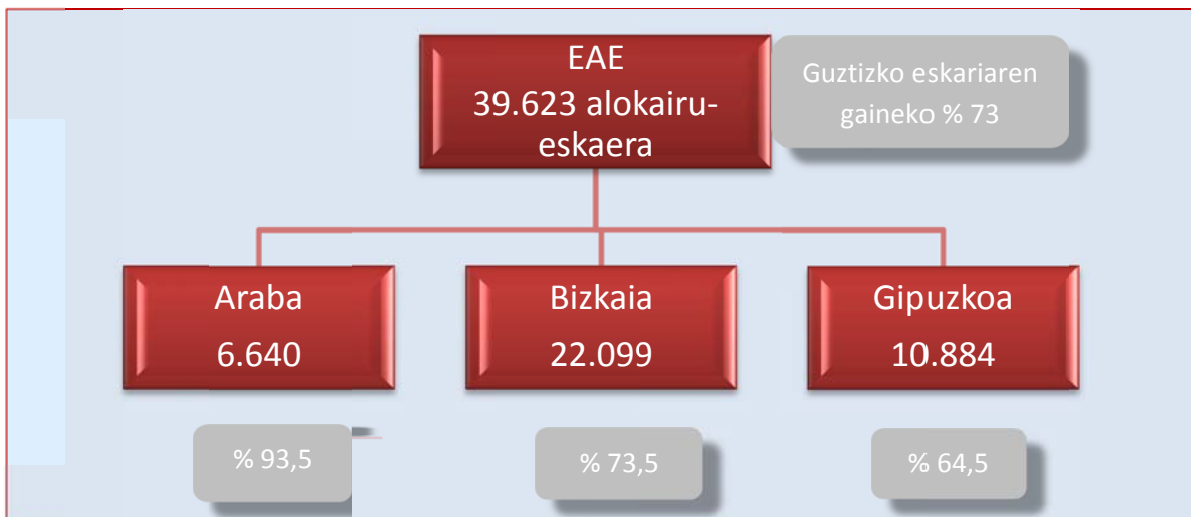 EAE
39.623 alokairu-
eskaera
Guztizko eskariaren
gaineko % 73
Araba
6.640
Bizkaia
22.099
Gipuzkoa
10.884
% 93,5
% 73,5
% 64,5